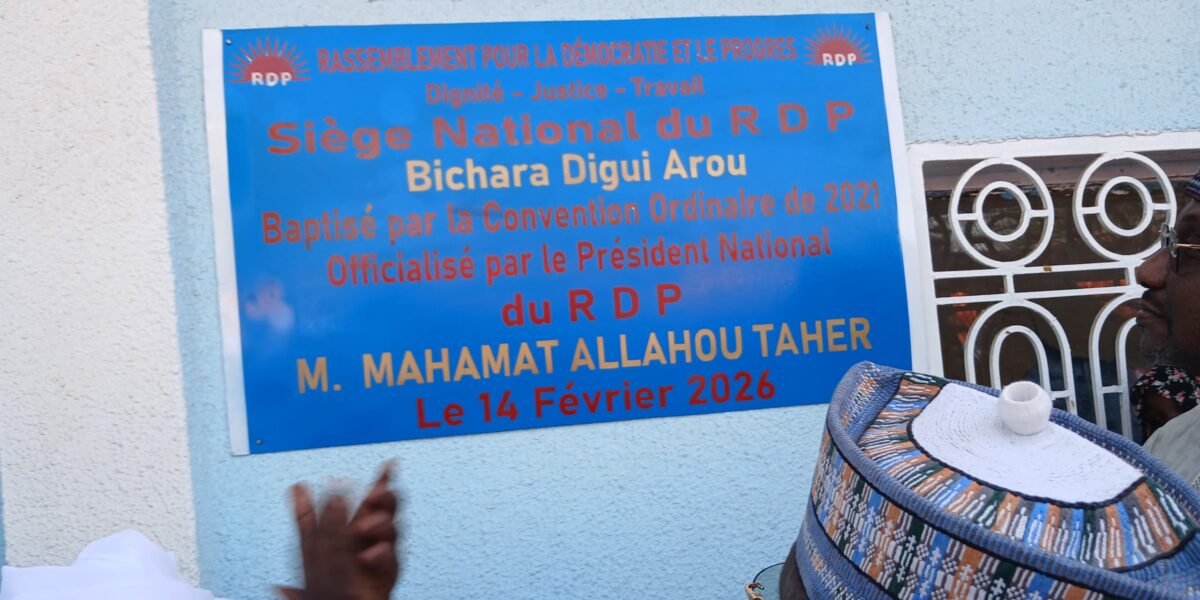 RASSEMBLEMENT POUR LA DÉMOCRATIE ET LE PROGRES
RDP
RDP
Dignité - Justice - Travail
Siège National du R D P
Bichara Digui Arou
Baptisé par la Convention Ordinaire de 2021
Officialisé par le Président National
du R D P
M. MAHAMAT ALLAHOU TAHER
Le 14 Février 2026